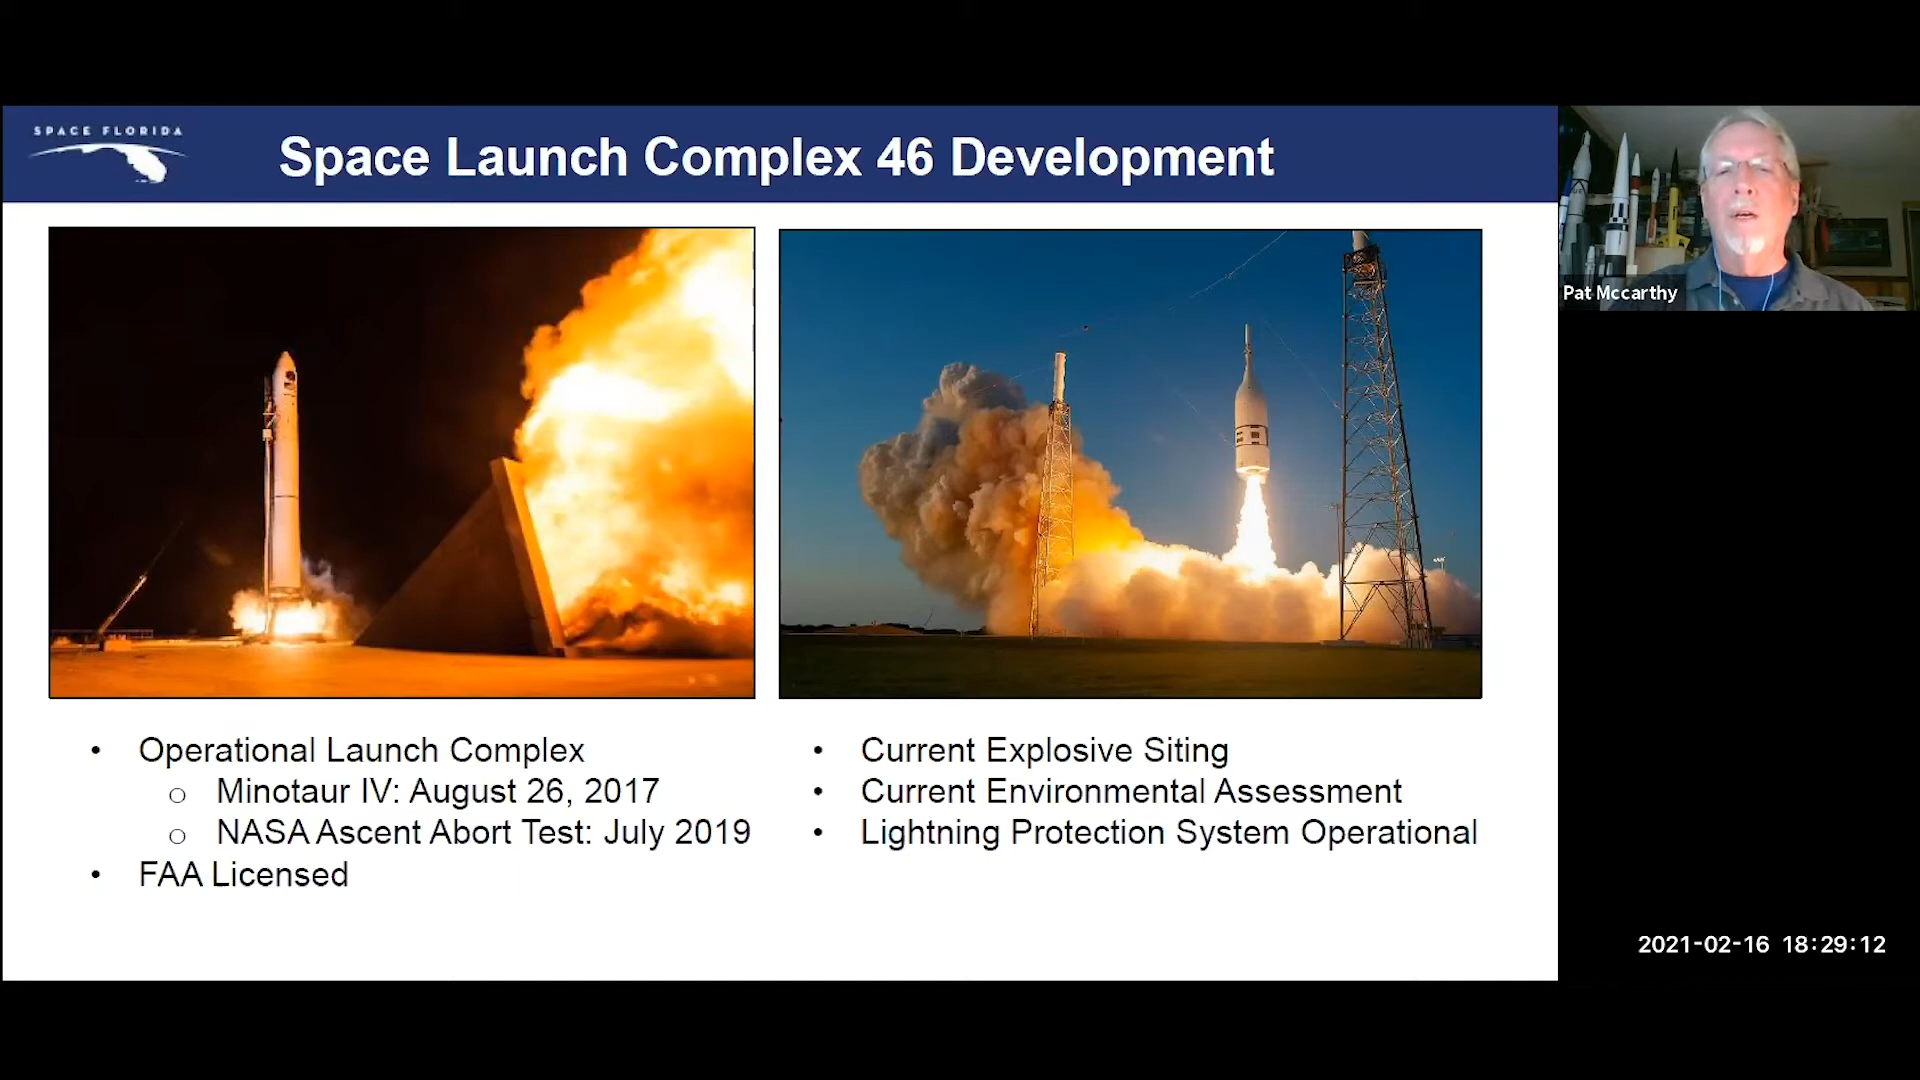 SPACE FLORIDA
Space Launch Complex 46 Development
Pat Mccarthy
• Operational Launch Complex
o Minotaur IV: August 26, 2017
o NASA Ascent Abort Test: July 2019
• FAA Licensed
• Current Explosive Siting
• Current Environmental Assessment
• Lightning Protection System Operational
2021-02-16 18:29:12